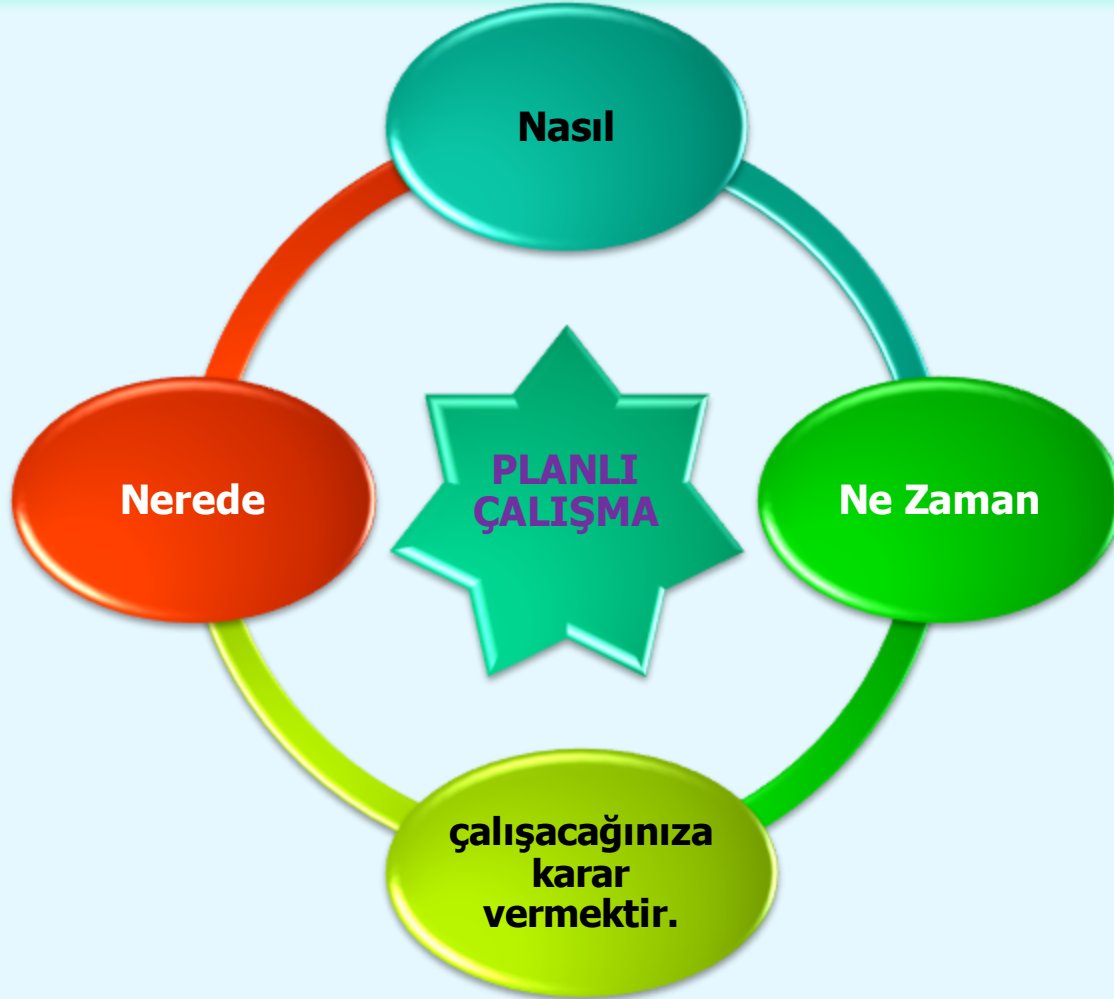 Nasıl
Nerede
PLANLI
ÇALIŞMA
Ne Zaman
çalışacağınıza
karar
vermektir.